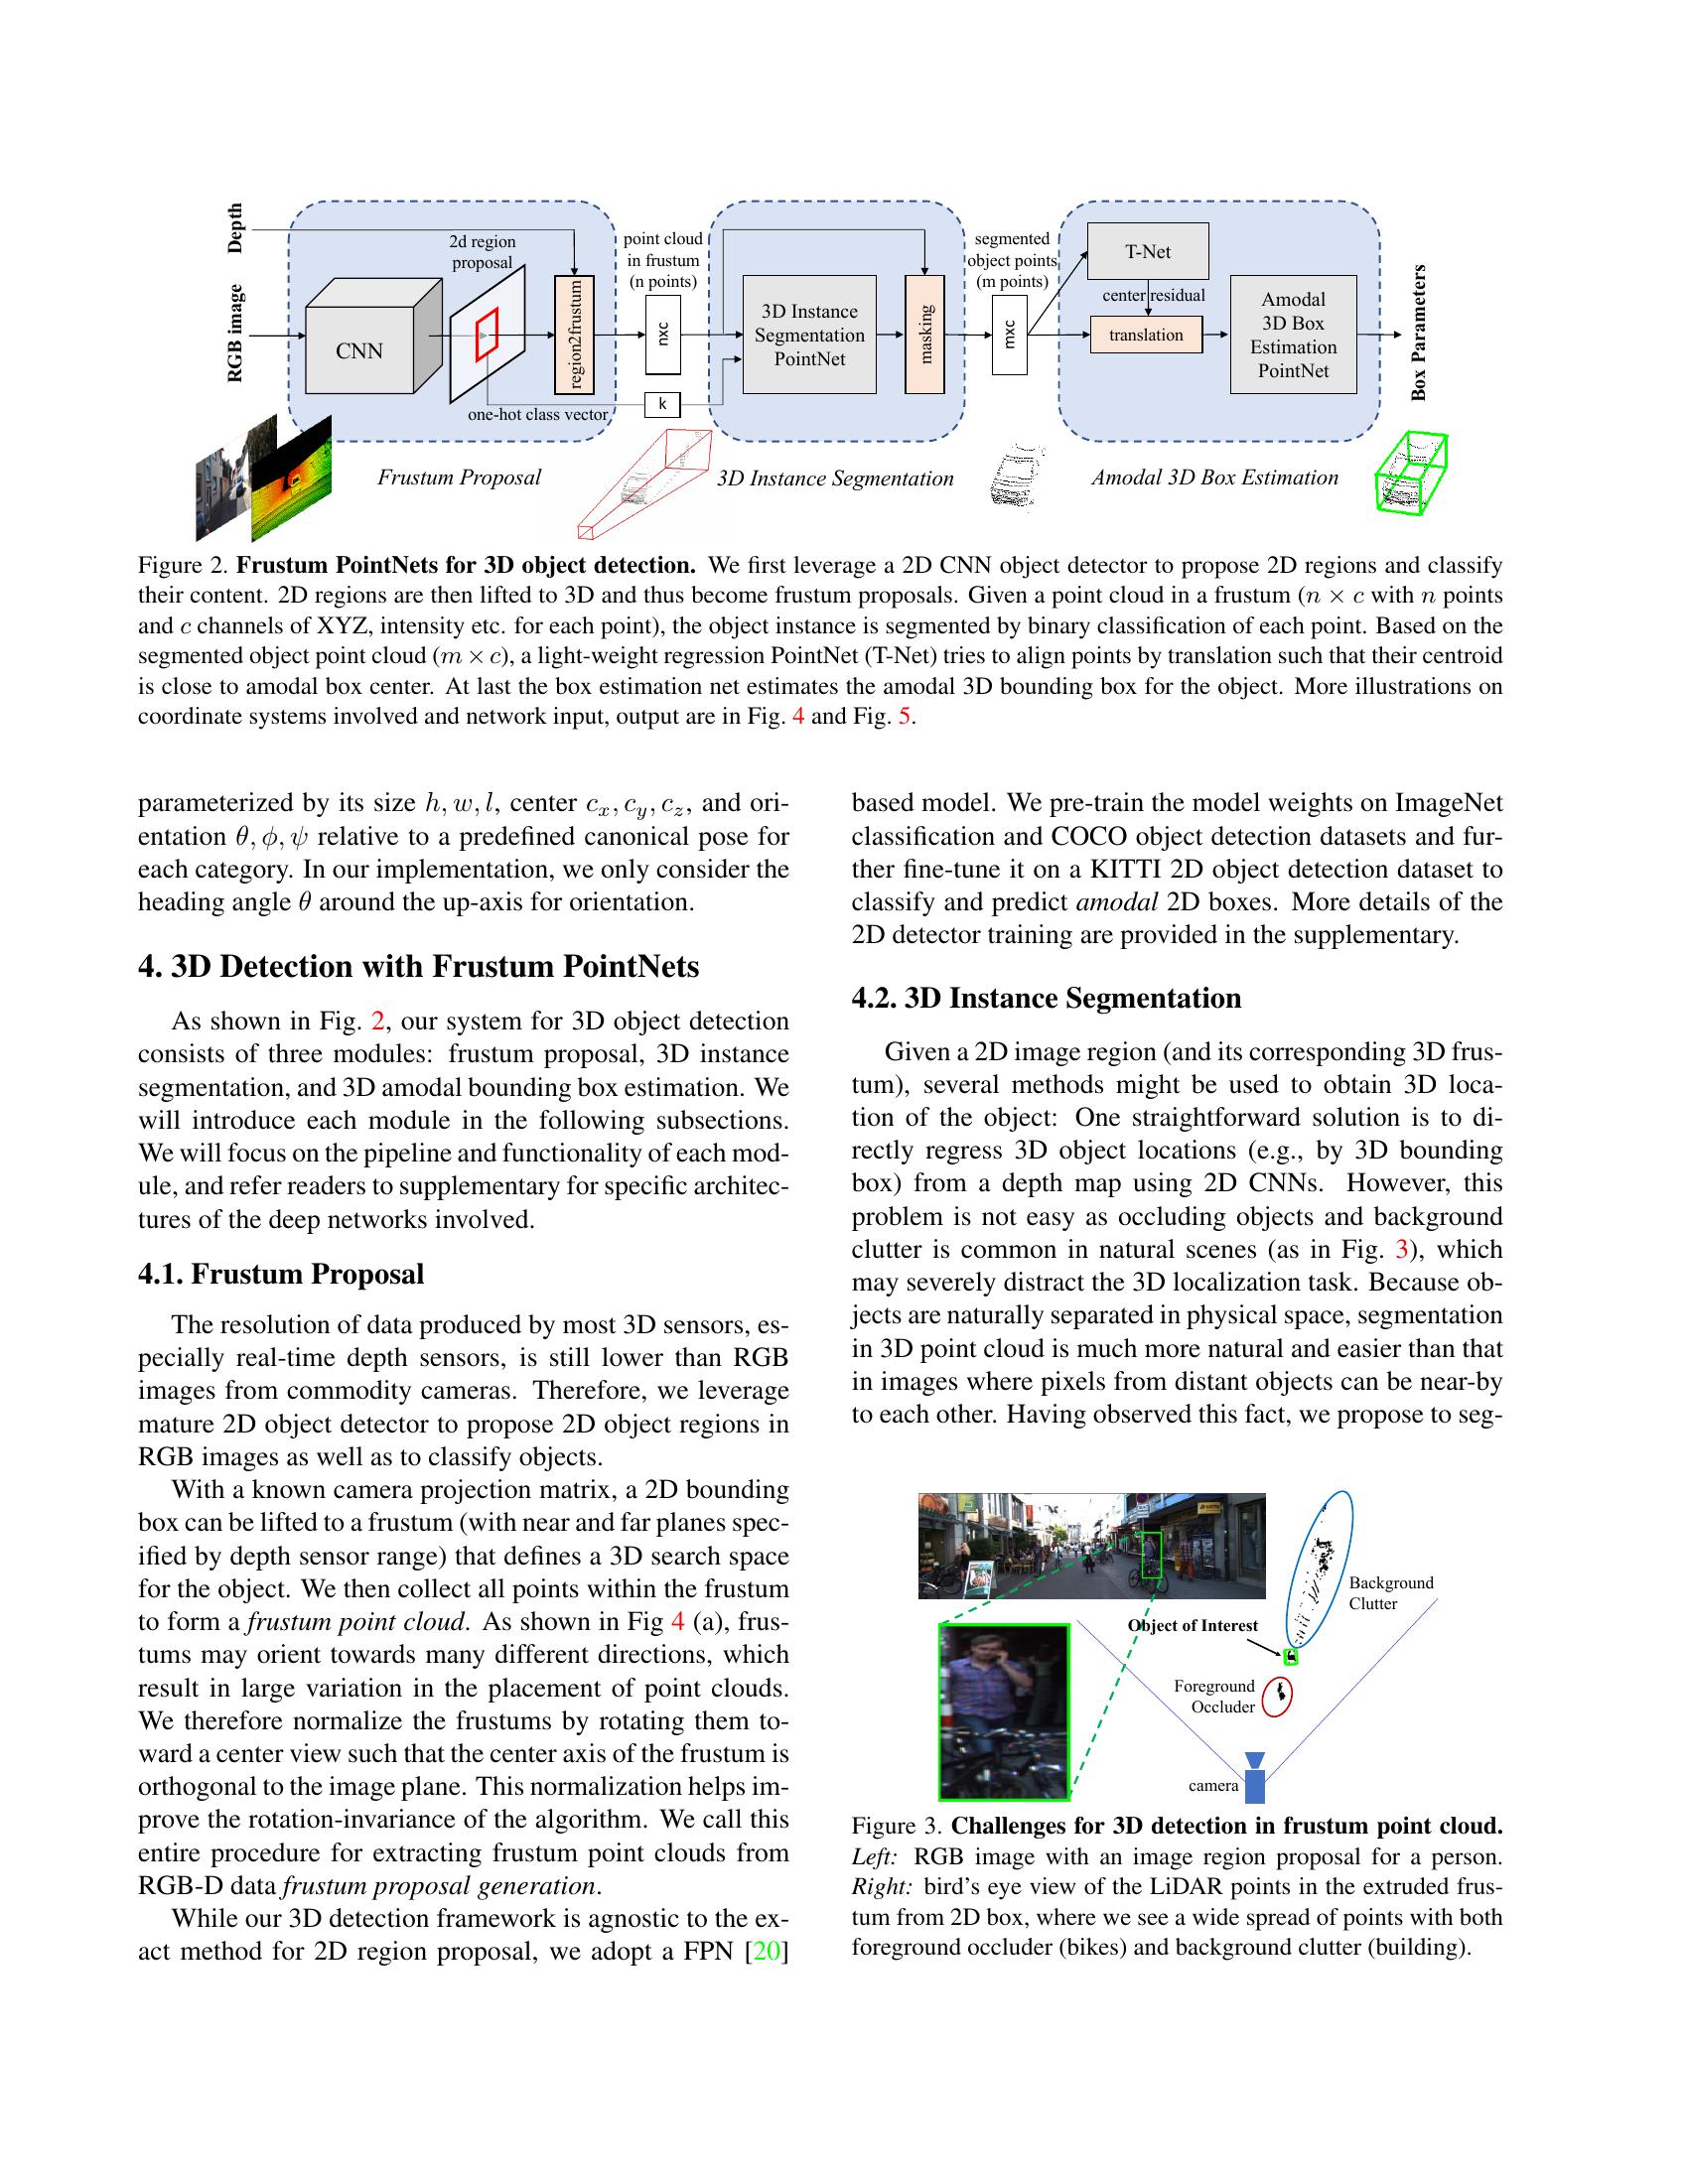 Depth
RGB image
2d region
proposal
CNN
region2frustum
one-hot class vector
Frustum Proposal
point cloud
in frustum
(n points)
nxc
k
3D Instance
Segmentation
PointNet
masking
3D Instance Segmentation
segmented
object points
(m points)
mxc
T-Net
center residual
translation
Amodal
3D Box
Estimation
PointNet
Amodal 3D Box Estimation
Box Parameters
Figure 2. Frustum PointNets for 3D object detection. We first leverage a 2D CNN object detector to propose 2D regions and classify
their content. 2D regions are then lifted to 3D and thus become frustum proposals. Given a point cloud in a frustum (n × c with n points
and c channels of XYZ, intensity etc. for each point), the object instance is segmented by binary classification of each point. Based on the
segmented object point cloud (m × c), a light-weight regression PointNet (T-Net) tries to align points by translation such that their centroid
is close to amodal box center. At last the box estimation net estimates the amodal 3D bounding box for the object. More illustrations on
coordinate systems involved and network input, output are in Fig. 4 and Fig. 5.
parameterized by its size h, w, l, center cx, cy, cz, and ori-
entation θ, φ, ψ relative to a predefined canonical pose for
each category. In our implementation, we only consider the
heading angle θ around the up-axis for orientation.
4. 3D Detection with Frustum PointNets
As shown in Fig. 2, our system for 3D object detection
consists of three modules: frustum proposal, 3D instance
segmentation, and 3D amodal bounding box estimation. We
will introduce each module in the following subsections.
We will focus on the pipeline and functionality of each mod-
ule, and refer readers to supplementary for specific architec-
tures of the deep networks involved.
4.1. Frustum Proposal
The resolution of data produced by most 3D sensors, es-
pecially real-time depth sensors, is still lower than RGB
images from commodity cameras. Therefore, we leverage
mature 2D object detector to propose 2D object regions in
RGB images as well as to classify objects.
With a known camera projection matrix, a 2D bounding
box can be lifted to a frustum (with near and far planes spec-
ified by depth sensor range) that defines a 3D search space
for the object. We then collect all points within the frustum
to form a frustum point cloud. As shown in Fig 4 (a), frus-
tums may orient towards many different directions, which
result in large variation in the placement of point clouds.
We therefore normalize the frustums by rotating them to-
ward a center view such that the center axis of the frustum is
orthogonal to the image plane. This normalization helps im-
prove the rotation-invariance of the algorithm. We call this
entire procedure for extracting frustum point clouds from
RGB-D data frustum proposal generation.
While our 3D detection framework is agnostic to the ex-
act method for 2D region proposal, we adopt a FPN [20]
based model. We pre-train the model weights on ImageNet
classification and COCO object detection datasets and fur-
ther fine-tune it on a KITTI 2D object detection dataset to
classify and predict amodal 2D boxes. More details of the
2D detector training are provided in the supplementary.
4.2. 3D Instance Segmentation
Given a 2D image region (and its corresponding 3D frus-
tum), several methods might be used to obtain 3D loca-
tion of the object: One straightforward solution is to di-
rectly regress 3D object locations (e.g., by 3D bounding
box) from a depth map using 2D CNNs. However, this
problem is not easy as occluding objects and background
clutter is common in natural scenes (as in Fig. 3), which
may severely distract the 3D localization task. Because ob-
jects are naturally separated in physical space, segmentation
in 3D point cloud is much more natural and easier than that
in images where pixels from distant objects can be near-by
to each other. Having observed this fact, we propose to seg-
Background
Clutter
Object of Interest
Foreground
Occluder
camera
Figure 3. Challenges for 3D detection in frustum point cloud.
Left: RGB image with an image region proposal for a person.
Right: bird's eye view of the LiDAR points in the extruded frus-
tum from 2D box, where we see a wide spread of points with both
foreground occluder (bikes) and background clutter (building).